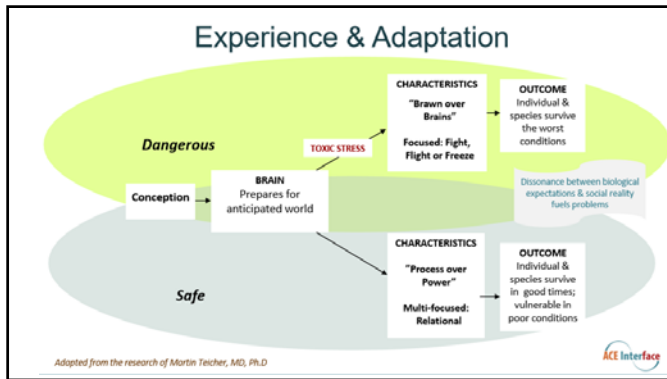 Experience & Adaptation
Dangerous
TOXIC STRESS
CHARACTERISTICS
"Brawn over
Brains"
Focused: Fight,
Flight or Freeze
OUTCOME
Individual &
species survive
the worst
conditions
Conception
BRAIN
Prepares for
anticipated world
Dissonance between biological
expectations & social reality
fuels problems
Safe
CHARACTERISTICS
"Process over
Power"
Multi-focused:
Relational
OUTCOME
Individual &
species survive
in good times;
vulnerable in
poor conditions
Adapted from the research of Martin Teicher, MD, Ph.D
ACE Interface